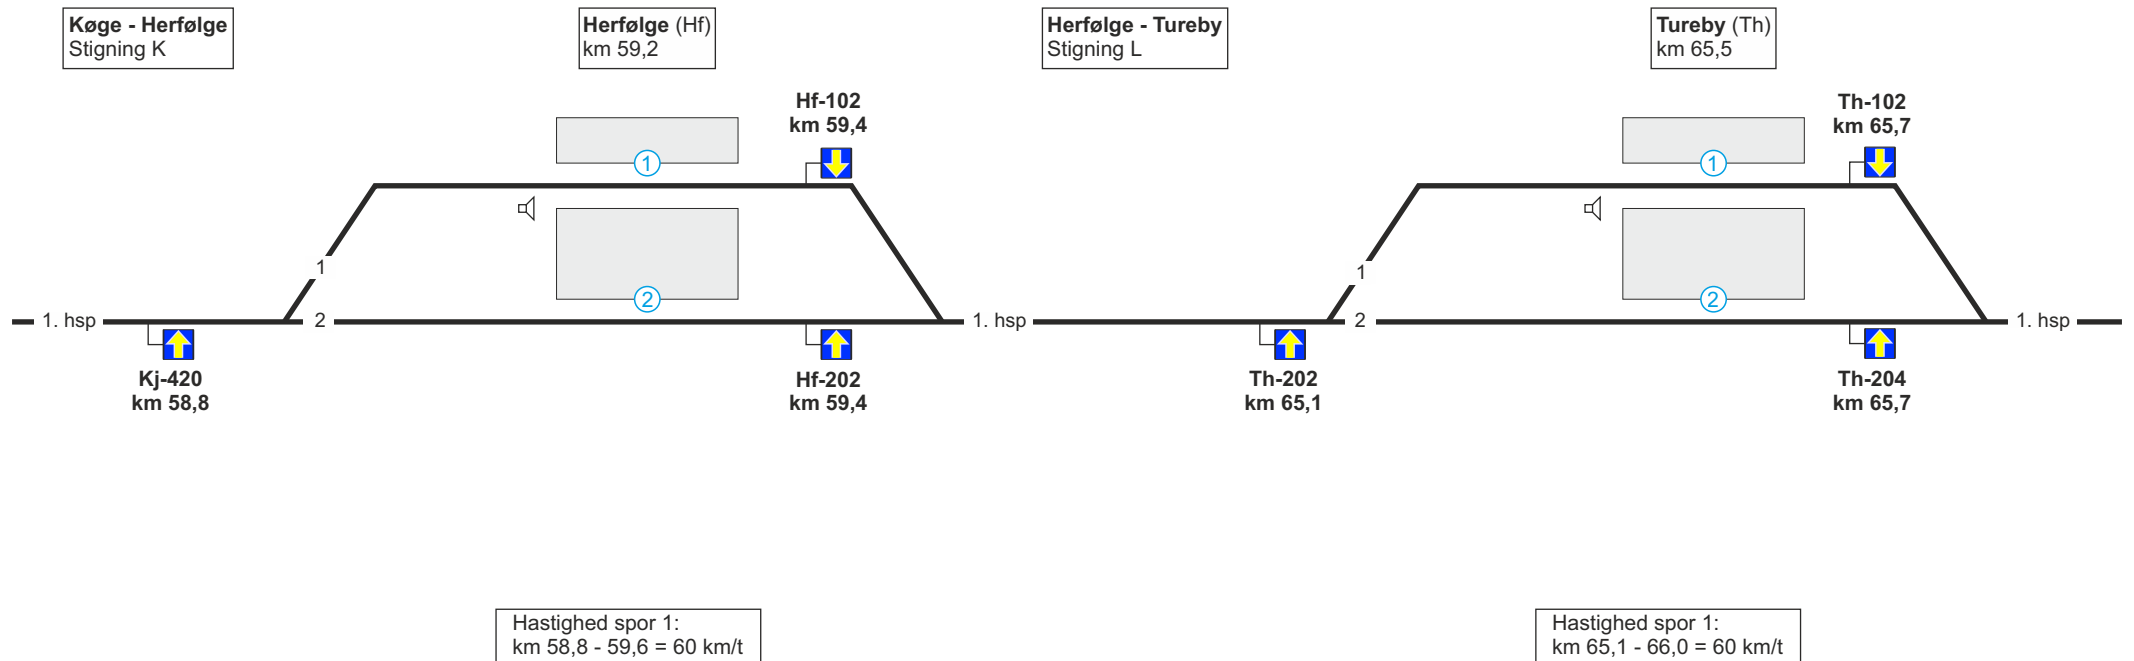 Køge - Herfølge
Stigning K
Herfølge (Hf)
km 59,2
Herfølge - Tureby
Stigning L
Tureby (Th)
km 65,5
Hf-102
km 59,4
Th-102
km 65,7
1
1
1
1
2
2
1. hsp
2
1. hsp
2
1. hsp
Kj-420
km 58,8
Hf-202
km 59,4
Th-202
km 65,1
Th-204
km 65,7
Hastighed spor 1:
km 58,8 - 59,6 = 60 km/t
Hastighed spor 1:
km 65,1 - 66,0 = 60 km/t